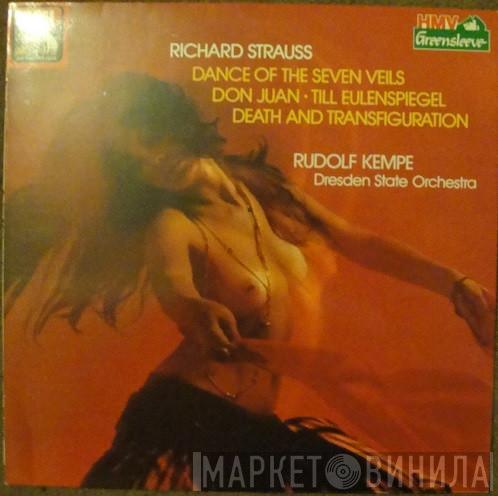 HMV
Greensleeve
RICHARD STRAUSS
DANCE OF THE SEVEN VEILS
DON JUAN · TILL EULENSPIEGEL
DEATH AND TRANSFIGURATION
RUDOLF KEMPE
Dresden State Orchestra
МАРКЕТ ВИНИЛА